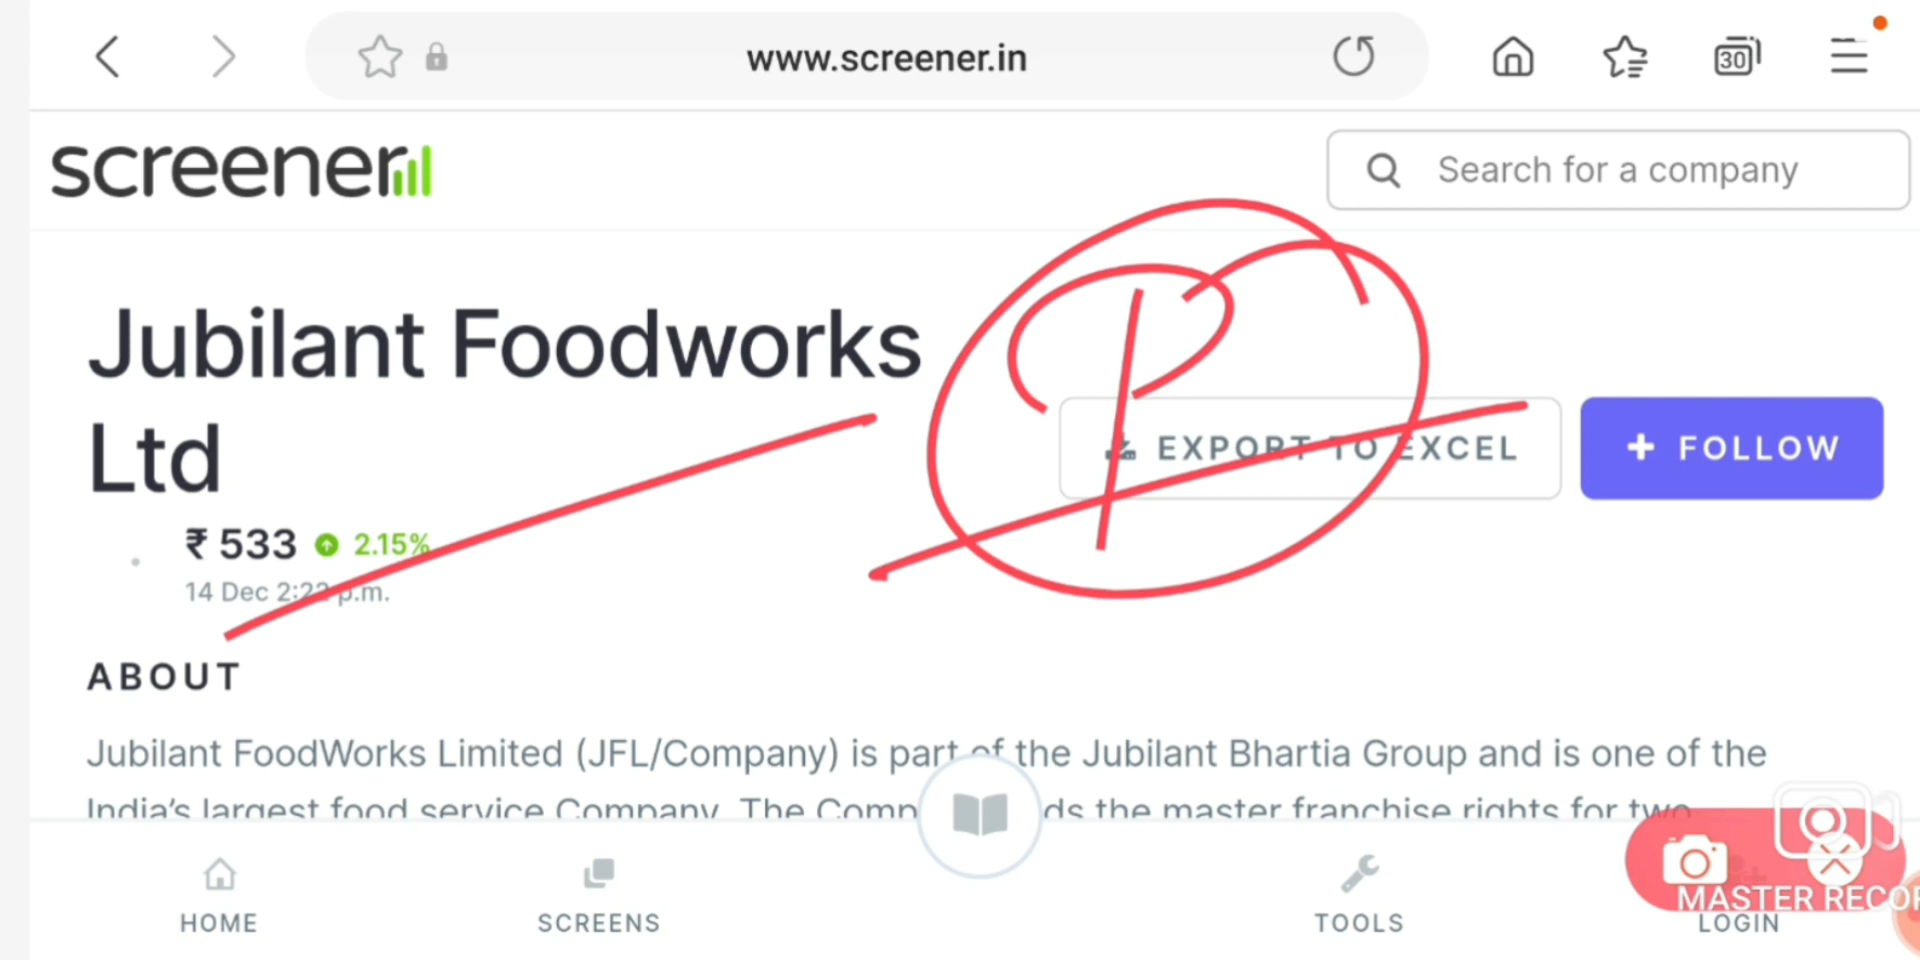 www.screener.in
30
screener
Search for a company
Jubilant Foodworks
Ltd
P
EXPORT TO EXCEL
+ FOLLOW
₹ 533 2.15%
14 Dec 2:22 p.m.
ABOUT
Jubilant FoodWorks Limited (JFL/Company) is part of the Jubilant Bhartia Group and is one of the
India's largest food service Company. The Comp ds the master franchise rights for two
HOME
SCREENS
TOOLS
MASTER RECOR
LOGIN